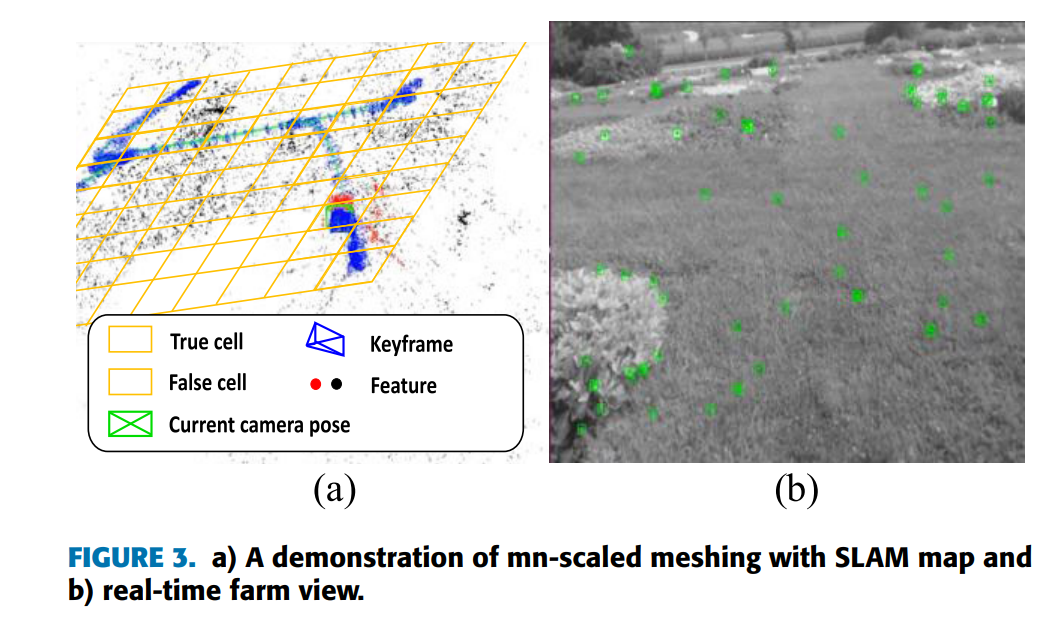 True cell
Keyframe
False cell
Feature
Current camera pose
(a)
(b)
FIGURE 3. a) A demonstration of mn-scaled meshing with SLAM map and
b) real-time farm view.